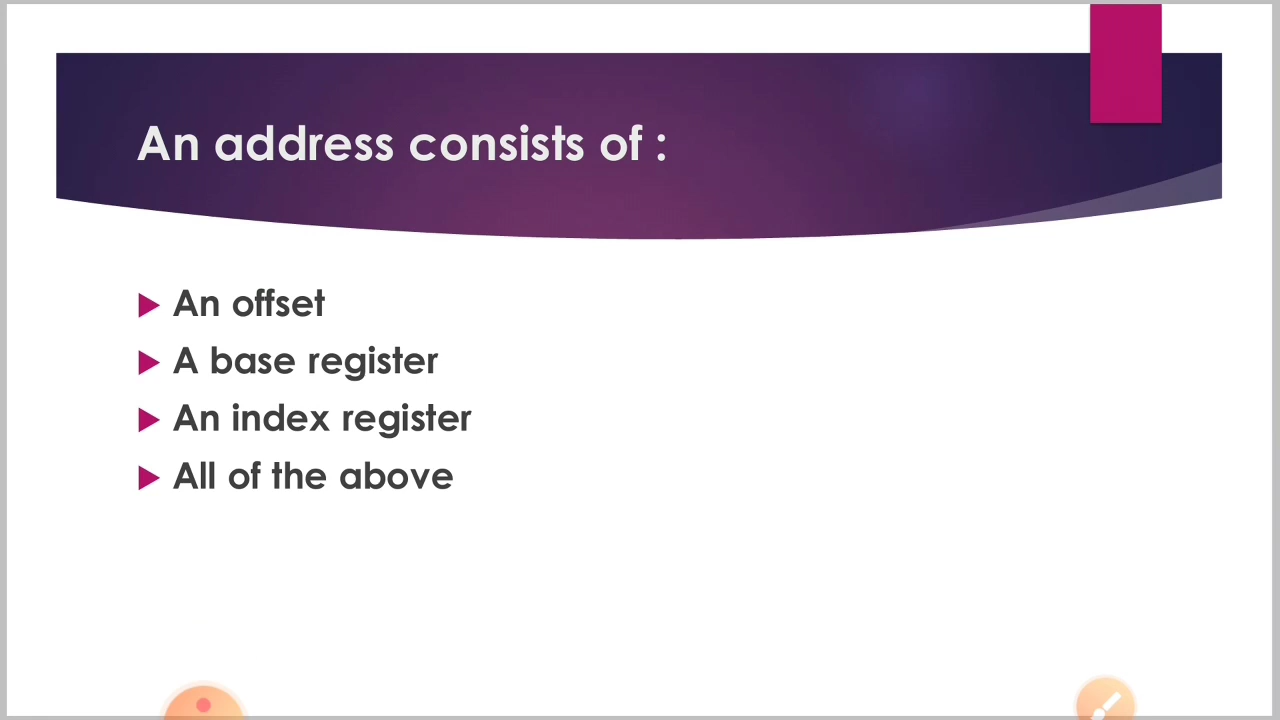 An address consists of :
An offset
A base register
An index register
All of the above